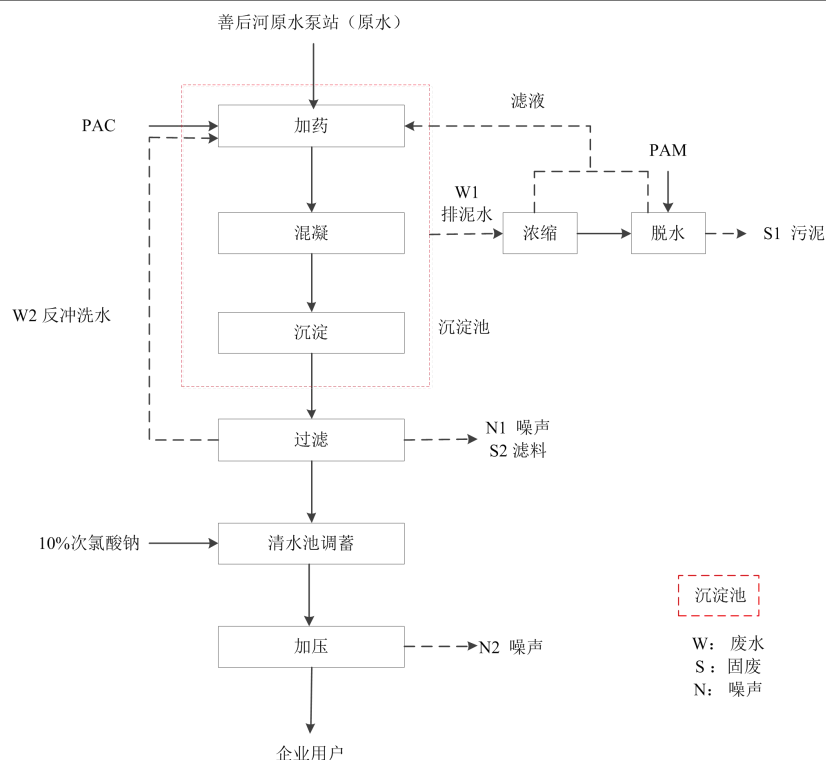 善后河原水泵站（原水）
滤液
PAC
加药
PAM
W1
排泥水
混凝
浓缩
脱水
S1 污泥
W2 反冲洗水
沉淀
沉淀池
过滤
N1 噪声
S2 滤料
10%次氯酸钠
清水池调蓄
沉淀池
加压
N2 噪声
W： 废水
S ：固废
N： 噪声
企业用户